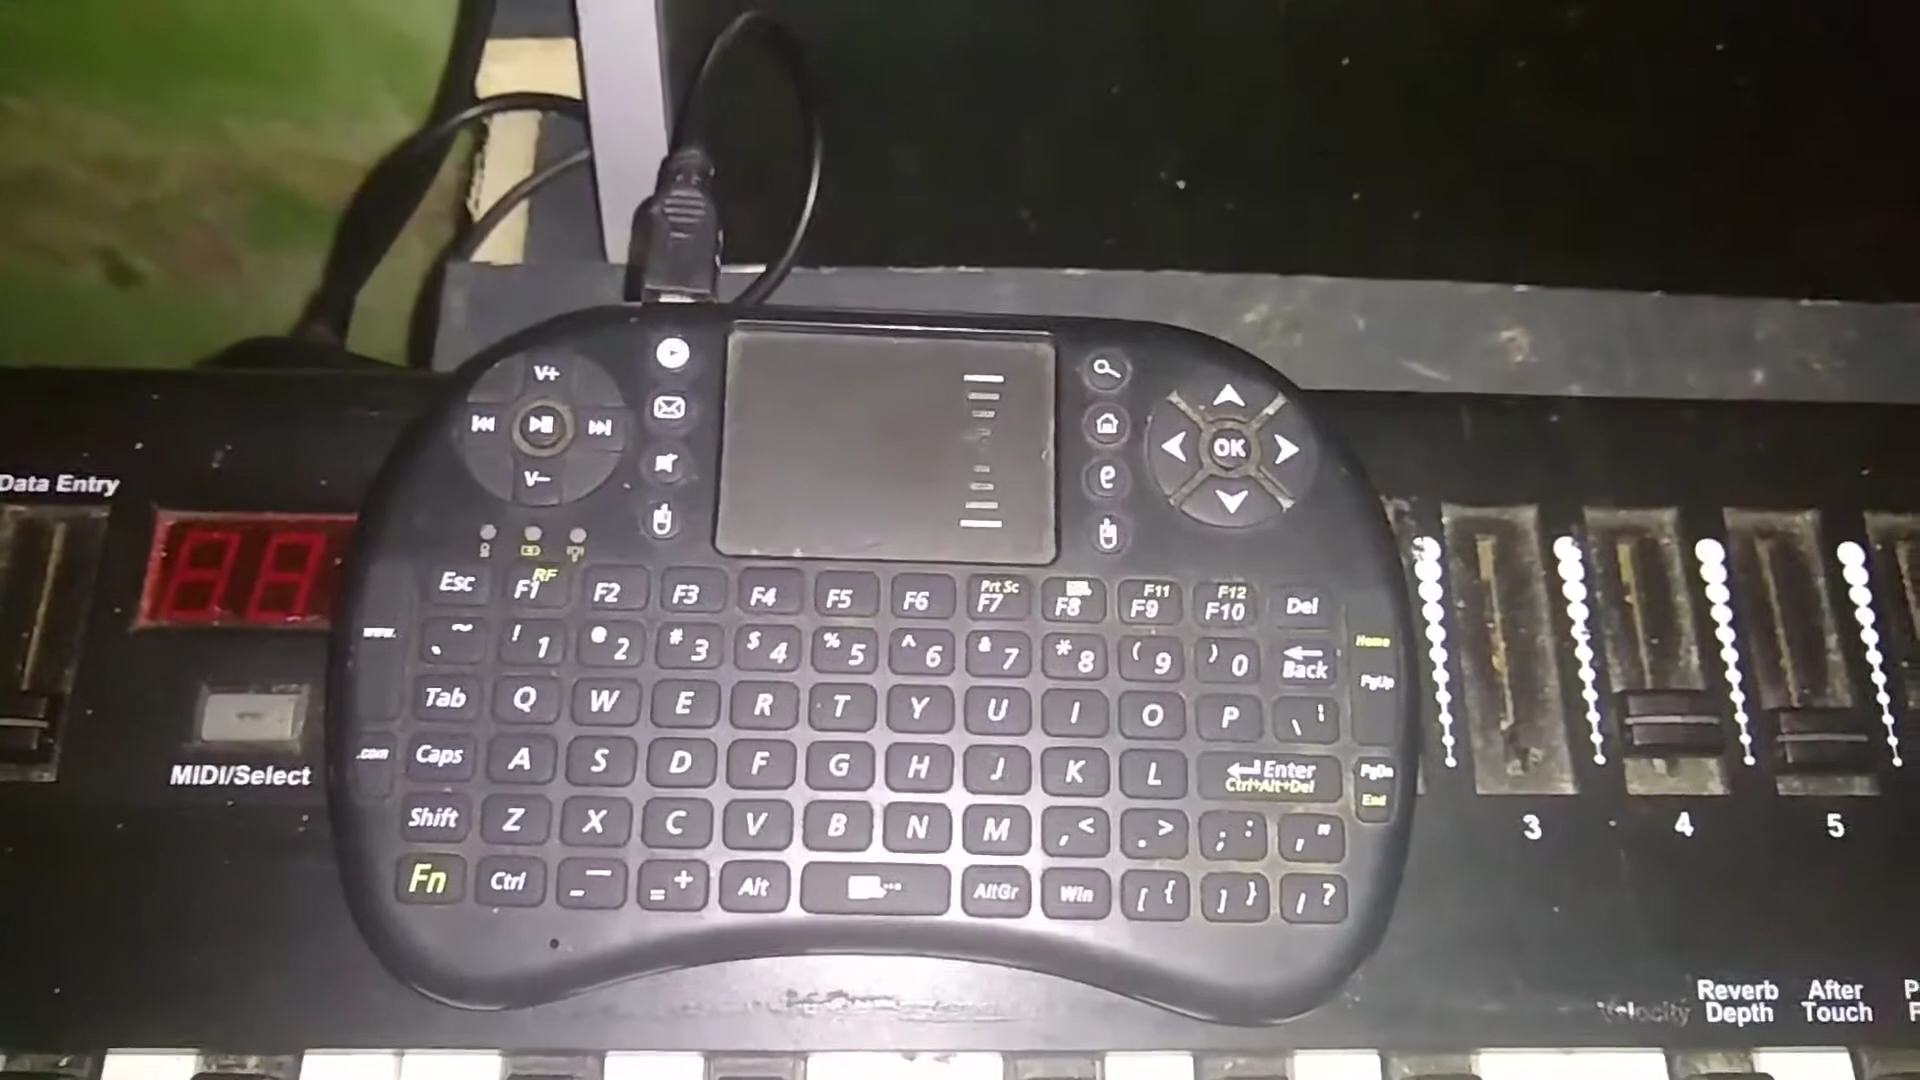 V+
V-
OK
Data Entry
88
MIDI/Select
RF
Prt Sc
F11
F12
Esc F1 F2 F3 F4 F5 F6 F7 F8 F9 F10 Del
www.
` ~ ! 1 @ 2 # 3 $ 4 % 5 ^ 6 & 7 * 8 ( 9 ) 0 Back
Home
PgUp
Tab Q W E R T Y U I O P
.com
Caps A S D F G H J K L Enter
Ctrl+Alt+Del
PgDn
End
Shift Z X C V B N M , < . > ; : ' "
Fn Ctrl - _ = + Alt AltGr Win [ { ] } / ?
3 4 5
Velocity
Reverb
Depth
After
Touch